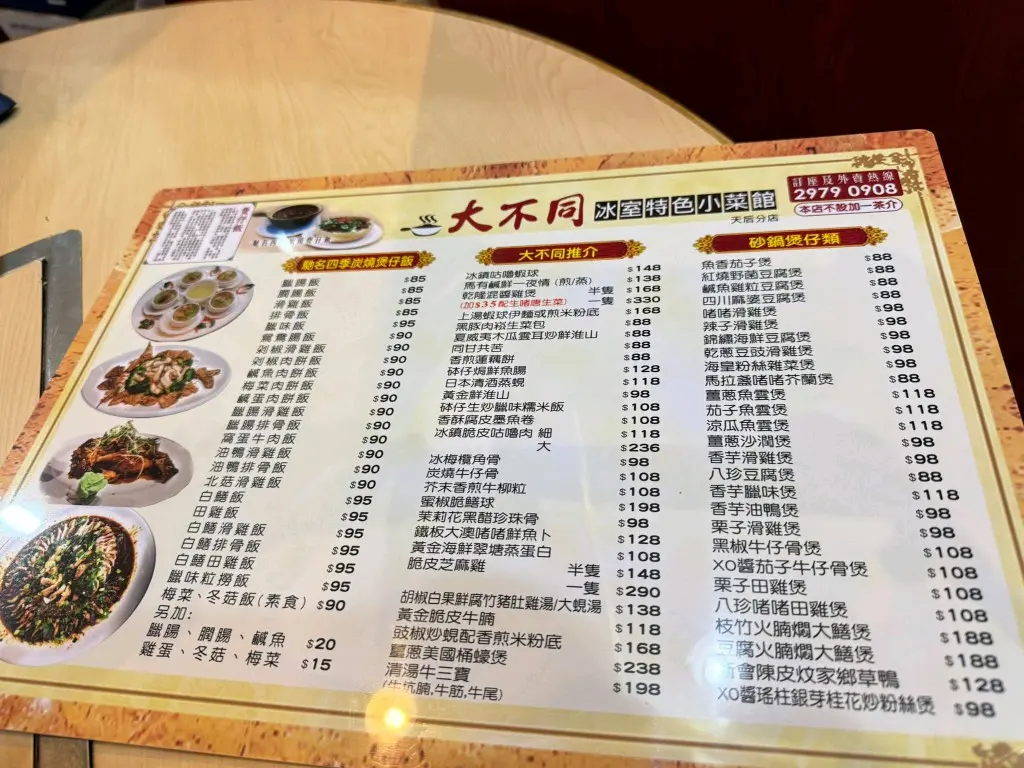 訂座及外賣熱線
2979 0908
本店不設加一茶介
大不同 冰室特色小菜館
天后分店
馳名四季炭燒煲仔飯
臘腸飯 $85
潤腸飯 $85
滑雞飯 $85
排骨飯 $85
臘味飯 $95
鴛鴦腸飯 $90
剁椒滑雞飯 $90
剁椒肉餅飯 $90
鹹魚肉餅飯 $90
梅菜肉餅飯 $90
鹹蛋肉餅飯 $90
臘腸滑雞飯 $90
臘腸排骨飯 $90
窩蛋牛肉飯 $90
油鴨滑雞飯 $90
油鴨排骨飯 $90
北菇滑雞飯 $90
白鱔飯 $95
田雞飯 $95
白鱔滑雞飯 $95
白鱔排骨飯 $95
白鱔田雞飯 $95
臘味粒撈飯 $95
梅菜、冬菇飯(素食) $90
另加:
臘腸、潤腸、鹹魚 $20
雞蛋、冬菇、梅菜 $15
大不同推介
冰鎮咕嚕蝦球 $148
馬有鹹鮮一夜情 (煎/蒸) $138
乾隆混醬雞煲 半隻 $168
(加$35配生啫應生菜) 一隻 $330
上湯蝦球伊麵或煎米粉底 $168
黑豚肉崧生菜包 $88
夏威夷木瓜雲耳炒鮮淮山 $88
同甘共苦 $88
香煎蓮藕餅 $88
砵仔焗鮮魚腸 $128
日本清酒蒸蜆 $118
黃金鮮淮山 $98
砵仔生炒臘味糯米飯 $108
香酥腐皮墨魚卷 $108
冰鎮脆皮咕嚕肉 細 $118
大 $236
冰梅欖角骨 $98
炭燒牛仔骨 $108
芥末香煎牛柳粒 $108
蜜椒脆鱔球 $198
茉莉花黑醋珍珠骨 $98
鐵板大澳啫啫鮮魚卜 $128
黃金海鮮翠塘蒸蛋白 $108
脆皮芝麻雞 半隻 $148
一隻 $290
胡椒白果鮮腐竹豬肚雞湯/大蜆湯 $138
黃金脆皮牛腩 $118
豉椒炒蜆配香煎米粉底 $168
薑蔥美國桶蠔煲 $238
清湯牛三寶 $198
(牛坑腩,牛筋,牛尾)
砂鍋煲仔類
魚香茄子煲 $88
紅燒野菌豆腐煲 $88
鹹魚雞粒豆腐煲 $88
四川麻婆豆腐煲 $88
啫啫滑雞煲 $98
辣子滑雞煲 $98
錦繡海鮮豆腐煲 $98
乾蔥豆豉滑雞煲 $98
海皇粉絲雜菜煲 $98
馬拉盞啫啫芥蘭煲 $88
薑蔥魚雲煲 $118
茄子魚雲煲 $118
涼瓜魚雲煲 $118
薑蔥沙潤煲 $98
香芋滑雞煲 $98
八珍豆腐煲 $88
香芋臘味煲 $118
香芋油鴨煲 $98
栗子滑雞煲 $98
黑椒牛仔骨煲 $108
XO醬茄子牛仔骨煲 $108
栗子田雞煲 $108
八珍啫啫田雞煲 $108
枝竹火腩燜大鱔煲 $188
豆腐火腩燜大鱔煲 $188
新會陳皮炆家鄉草鴨 $128
XO醬瑤柱銀芽桂花炒粉絲煲 $98